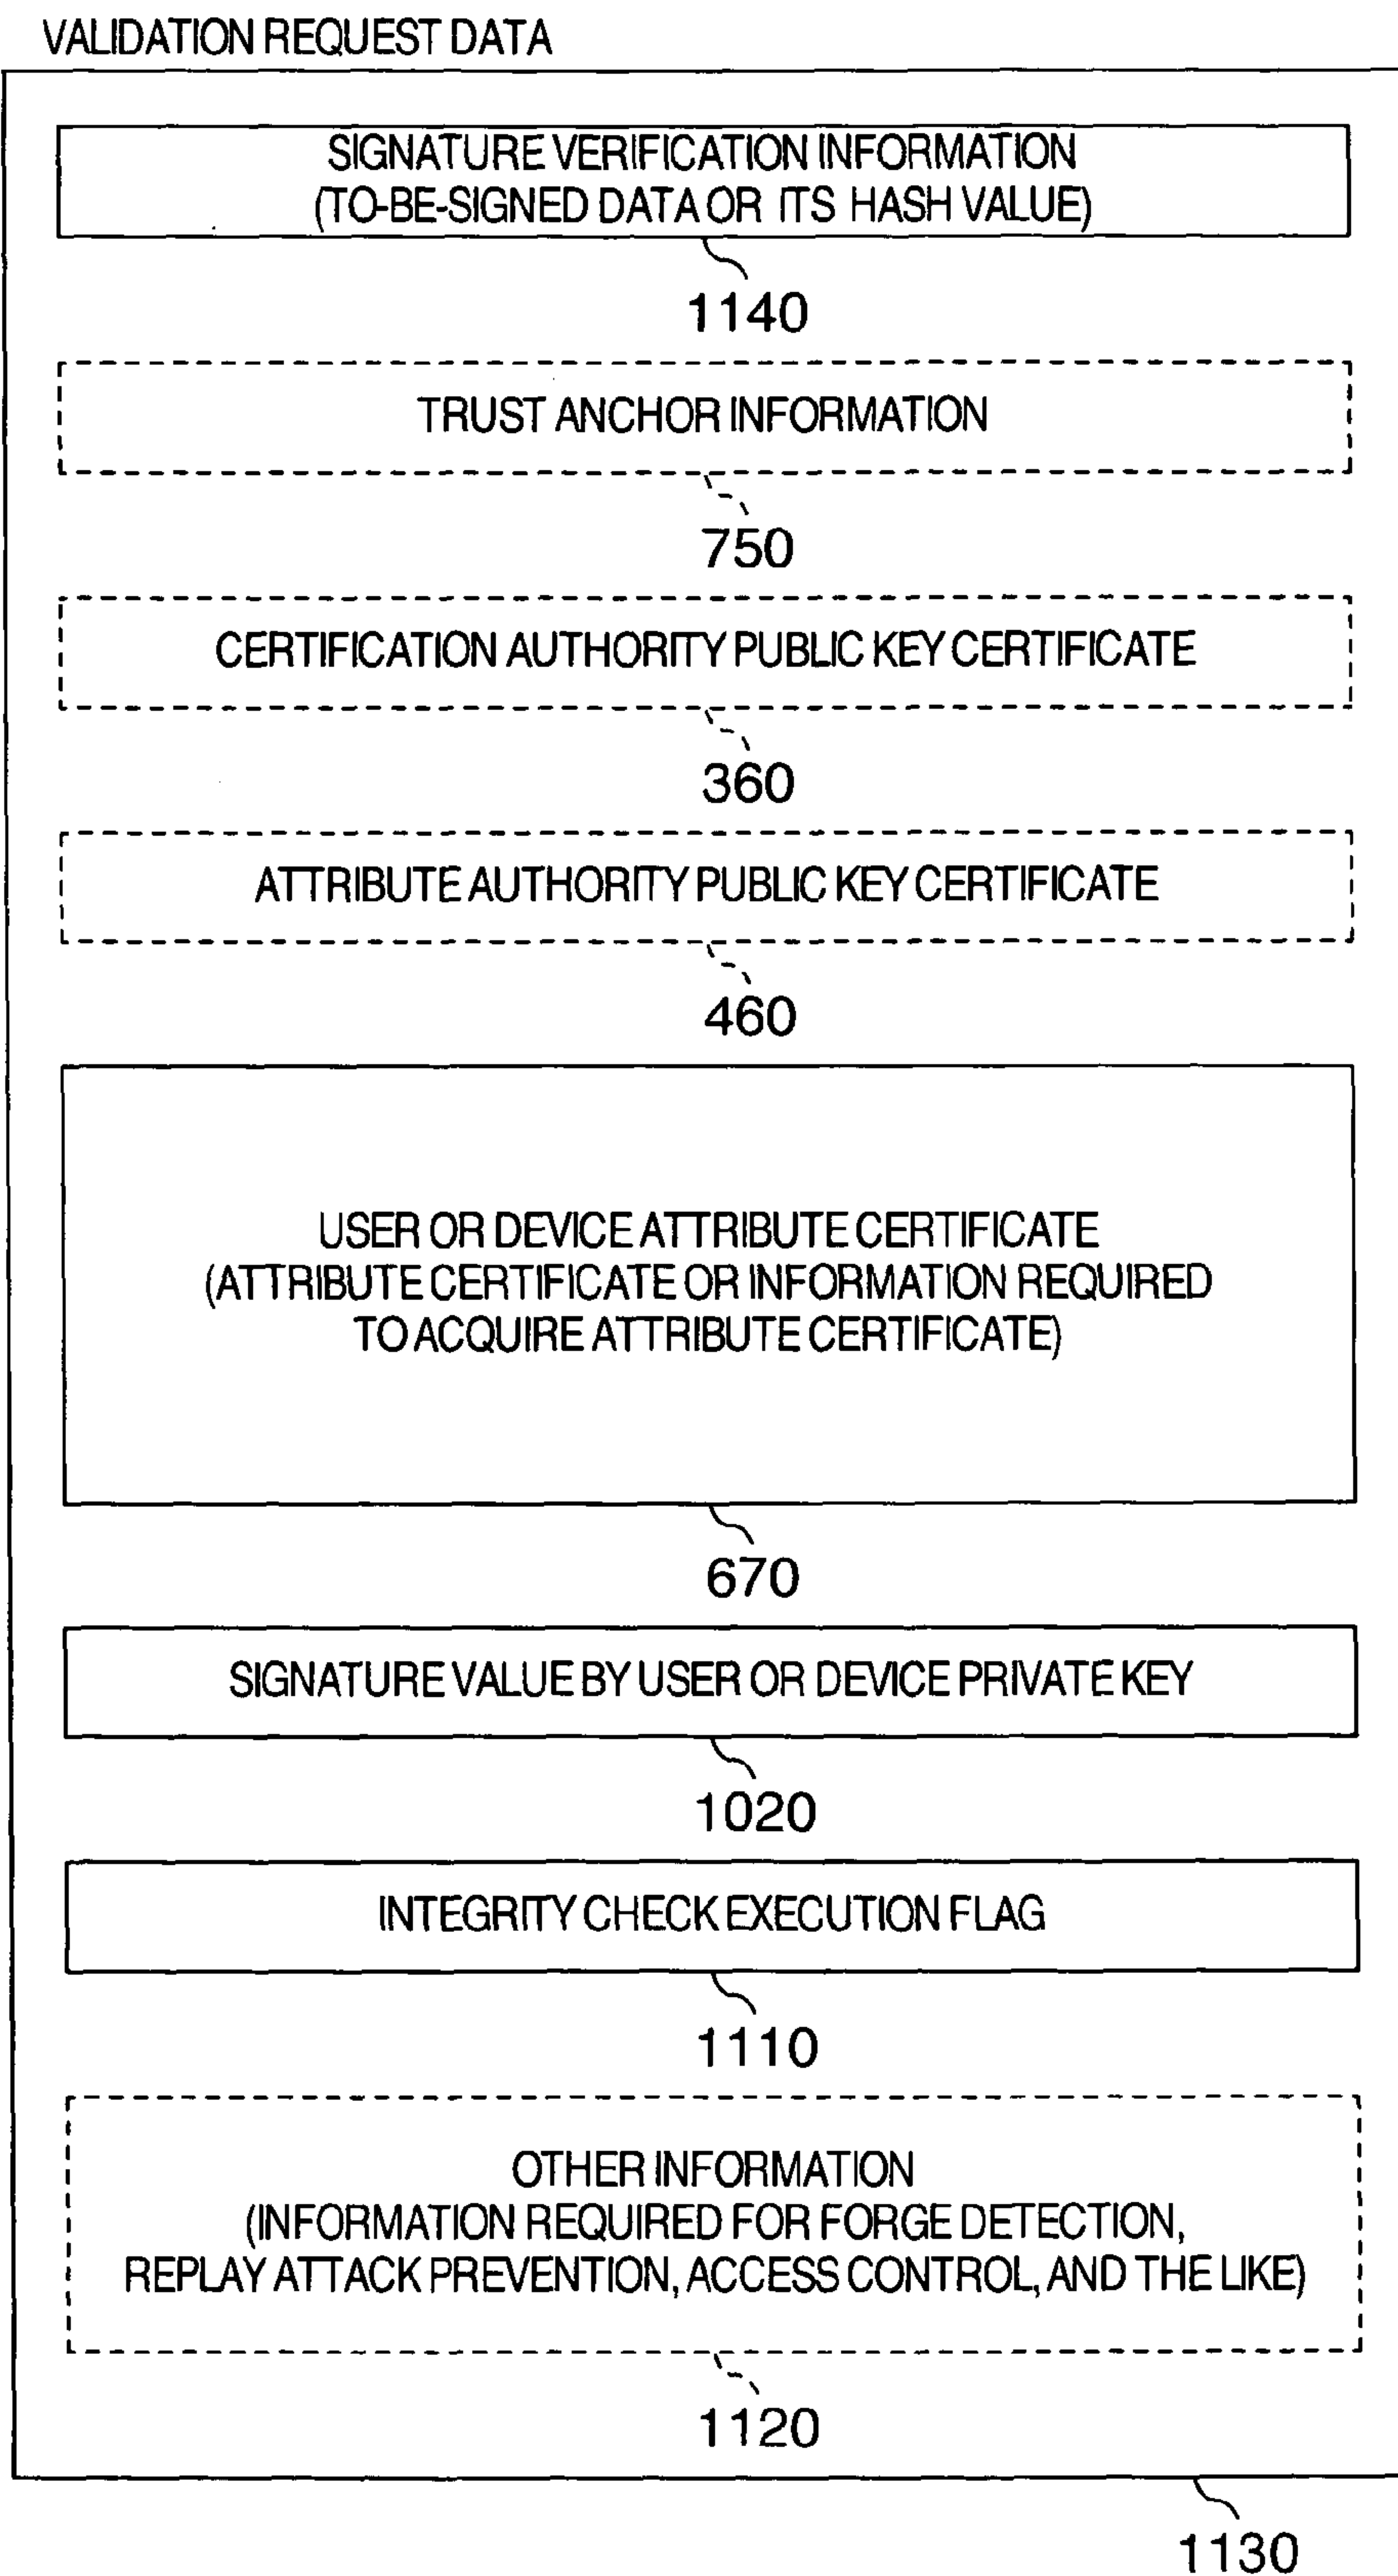 VALIDATION REQUEST DATA
SIGNATURE VERIFICATION INFORMATION
(TO-BE-SIGNED DATA OR ITS HASH VALUE)
1140
TRUST ANCHOR INFORMATION
750
CERTIFICATION AUTHORITY PUBLIC KEY CERTIFICATE
360
ATTRIBUTE AUTHORITY PUBLIC KEY CERTIFICATE
460
USER OR DEVICE ATTRIBUTE CERTIFICATE
(ATTRIBUTE CERTIFICATE OR INFORMATION REQUIRED
TO ACQUIRE ATTRIBUTE CERTIFICATE)
670
SIGNATURE VALUE BY USER OR DEVICE PRIVATE KEY
1020
INTEGRITY CHECK EXECUTION FLAG
1110
OTHER INFORMATION
(INFORMATION REQUIRED FOR FORGE DETECTION,
REPLAY ATTACK PREVENTION, ACCESS CONTROL, AND THE LIKE)
1120
1130